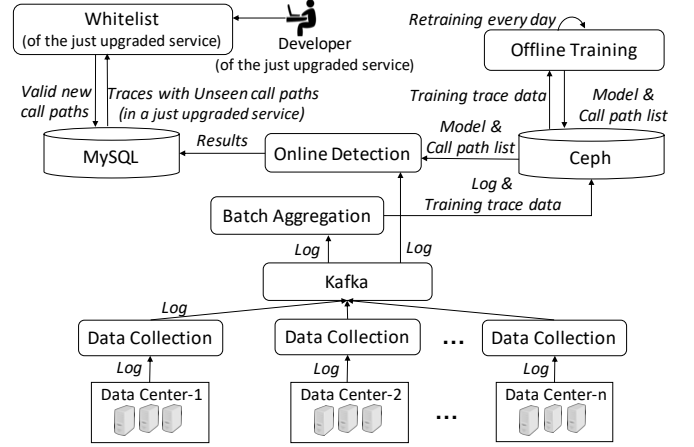 Whitelist
(of the just upgraded service)
Developer
(of the just upgraded service)
Retraining every day
Offline Training
Valid new
call paths
Traces with Unseen call paths
(in a just upgraded service)
Training trace data
Model &
Call path list
MySQL
Results
Online Detection
Model &
Call path list
Ceph
Batch Aggregation
Log &
Training trace data
Log
Log
Kafka
Log
Data Collection
Data Collection
...
Data Collection
Log
Log
Log
Data Center-1
Data Center-2
...
Data Center-n